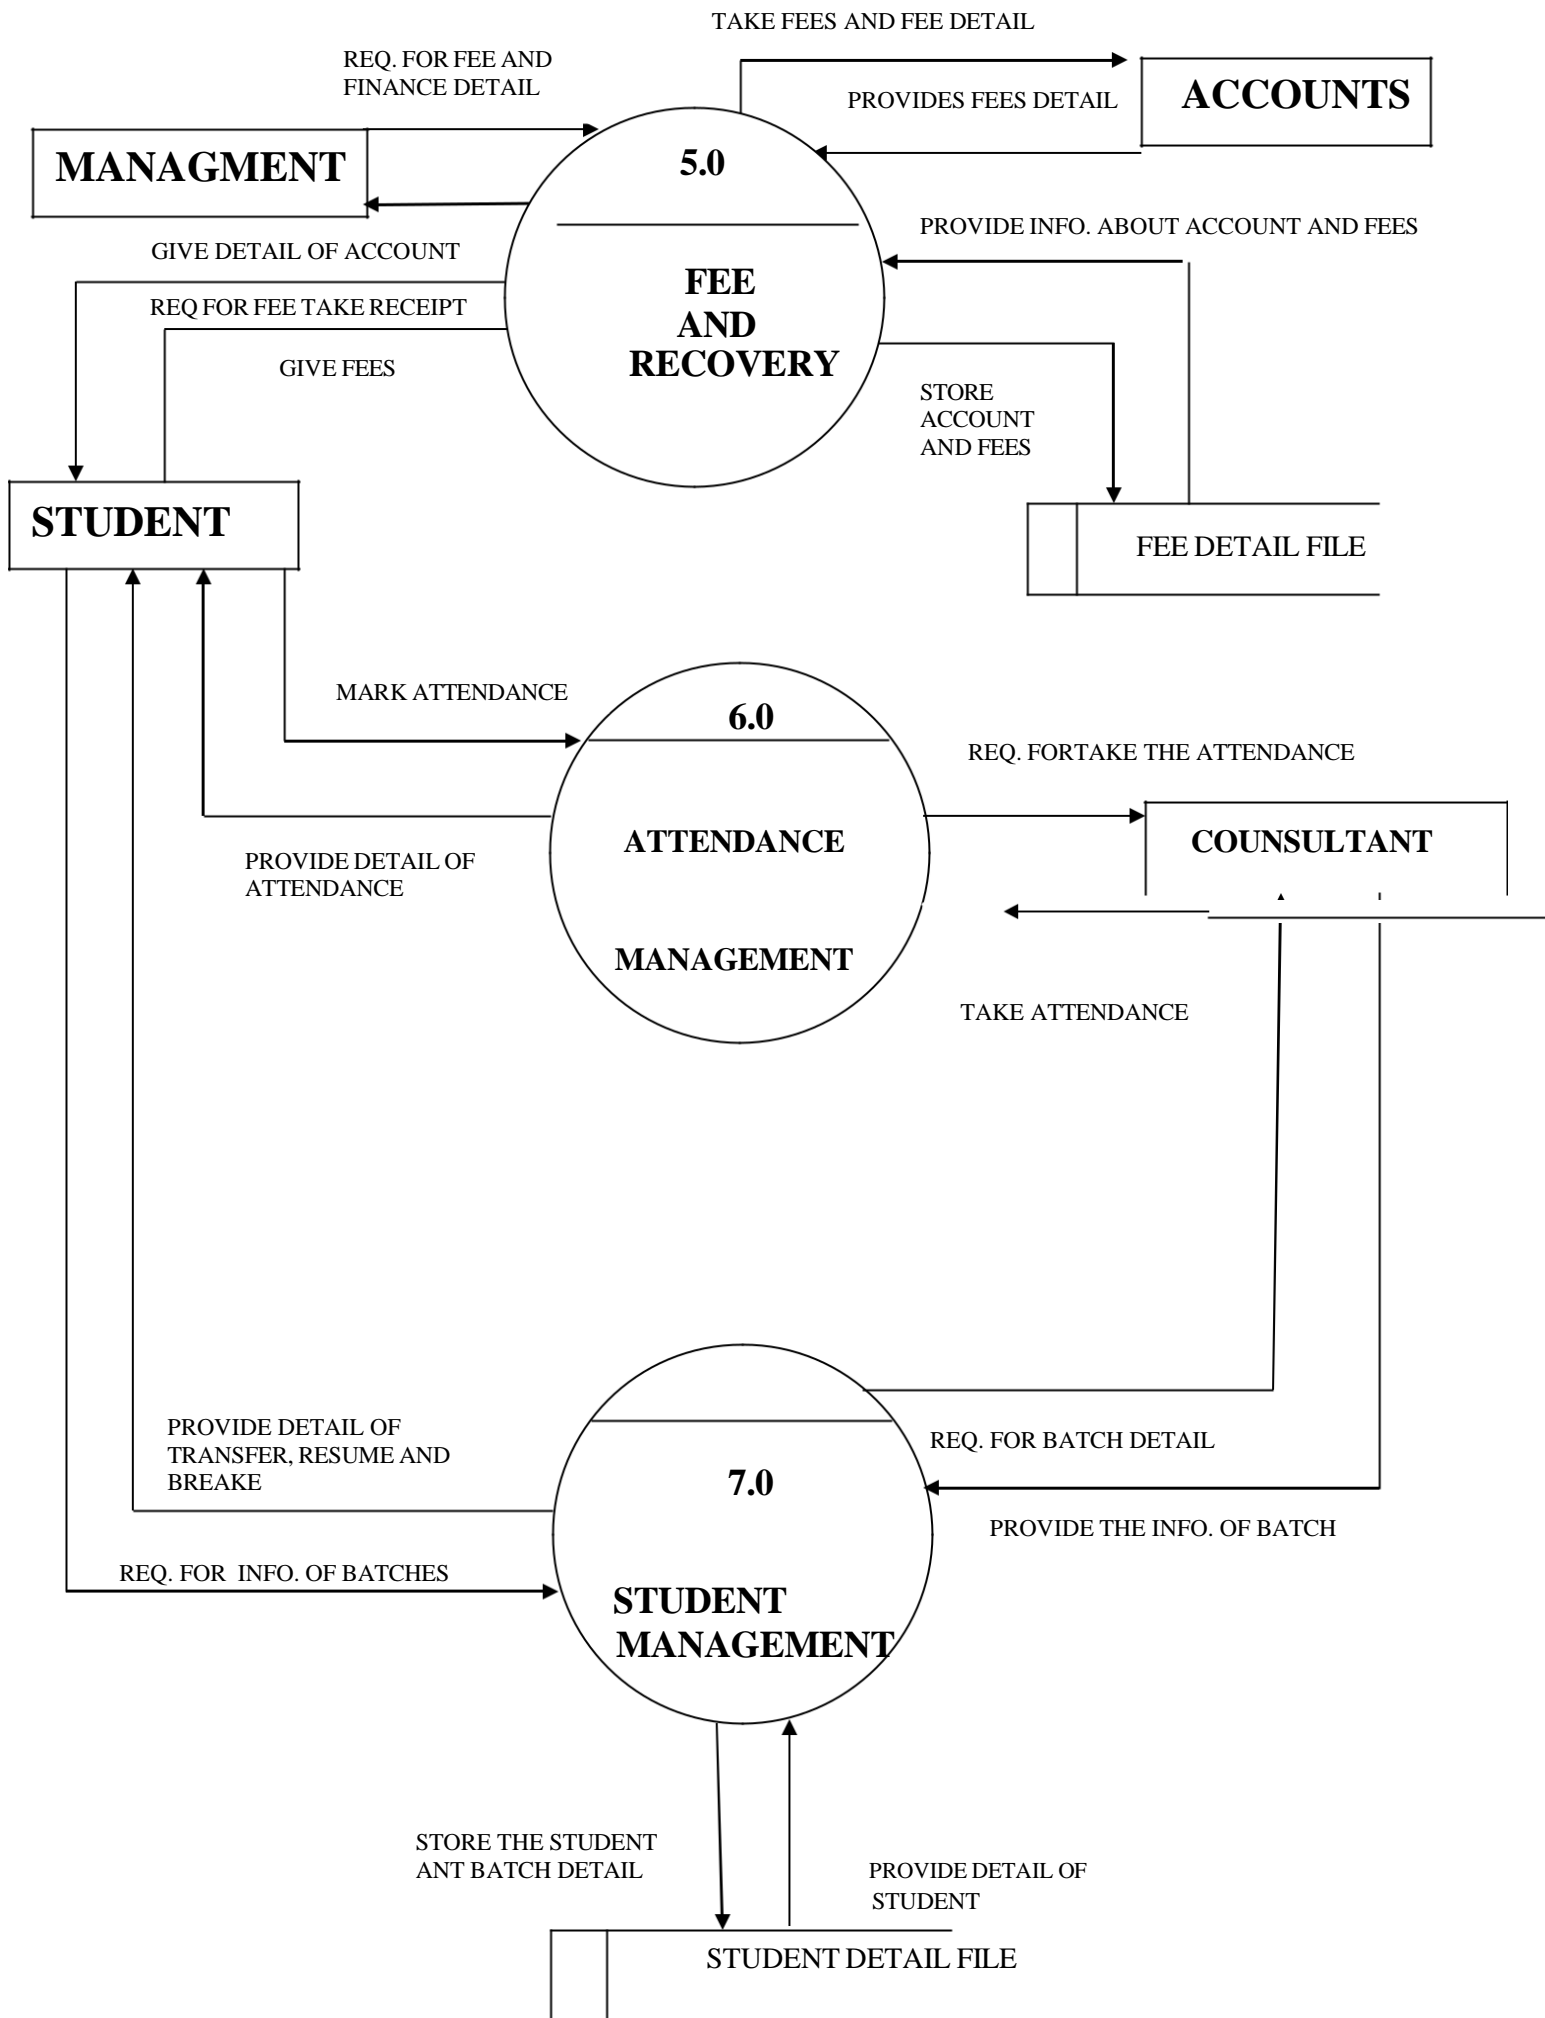 TAKE FEES AND FEE DETAIL
REQ. FOR FEE AND
FINANCE DETAIL
PROVIDES FEES DETAIL
ACCOUNTS
MANAGMENT
5.0
PROVIDE INFO. ABOUT ACCOUNT AND FEES
GIVE DETAIL OF ACCOUNT
FEE
AND
RECOVERY
REQ FOR FEE TAKE RECEIPT
GIVE FEES
STORE
ACCOUNT
AND FEES
STUDENT
FEE DETAIL FILE
MARK ATTENDANCE
6.0
REQ. FORTAKE THE ATTENDANCE
ATTENDANCE
COUNSULTANT
PROVIDE DETAIL OF
ATTENDANCE
MANAGEMENT
TAKE ATTENDANCE
PROVIDE DETAIL OF
TRANSFER, RESUME AND
BREAKE
REQ. FOR BATCH DETAIL
7.0
PROVIDE THE INFO. OF BATCH
REQ. FOR INFO. OF BATCHES
STUDENT
MANAGEMENT
STORE THE STUDENT
ANT BATCH DETAIL
PROVIDE DETAIL OF
STUDENT
STUDENT DETAIL FILE